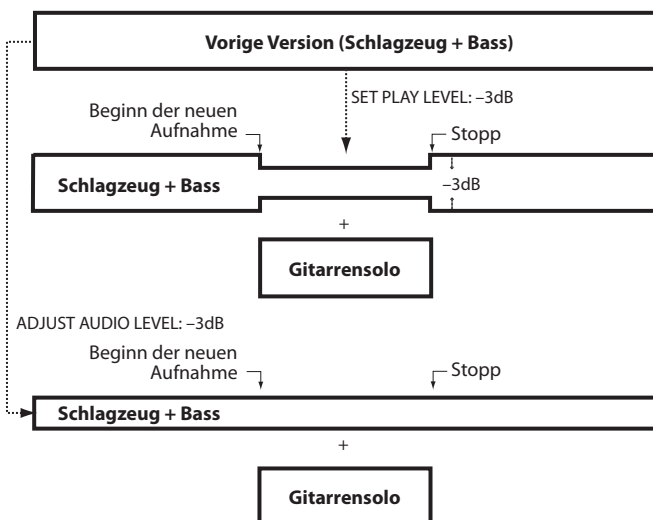 Vorige Version (Schlagzeug + Bass)
SET PLAY LEVEL: –3dB
Beginn der neuen
Aufnahme
Stopp
Schlagzeug + Bass
–3dB
+
Gitarrensolo
ADJUST AUDIO LEVEL: –3dB
Beginn der neuen
Aufnahme
Stopp
Schlagzeug + Bass
+
Gitarrensolo